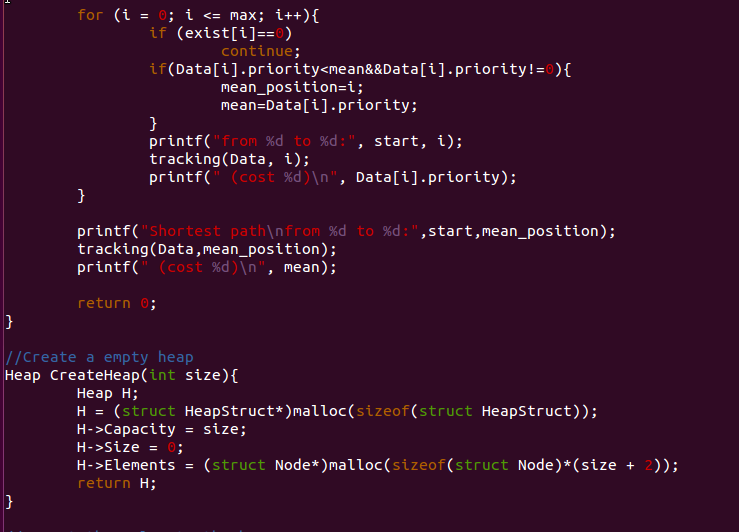 for (i = 0; i <= max; i++){
if (exist[i]==0)
continue;
if(Data[i].priority<mean&&Data[i].priority!=0){
mean_position=i;
mean=Data[i].priority;
}
printf("from %d to %d:", start, i);
tracking(Data, i);
printf(" (cost %d)\n", Data[i].priority);
}
printf("Shortest path\nfrom %d to %d:",start,mean_position);
tracking(Data,mean_position);
printf(" (cost %d)\n", mean);
return 0;
}
//Create a empty heap
Heap CreateHeap(int size){
Heap H;
H = (struct HeapStruct*)malloc(sizeof(struct HeapStruct));
H->Capacity = size;
H->Size = 0;
H->Elements = (struct Node*)malloc(sizeof(struct Node)*(size + 2));
return H;
}